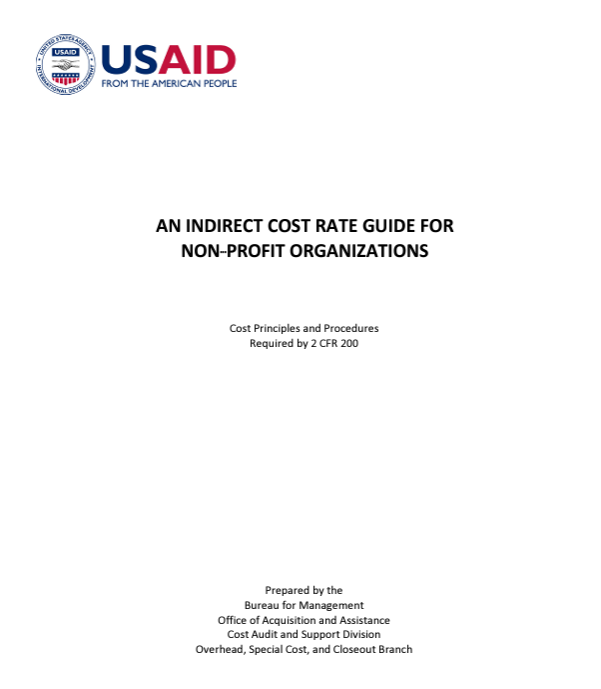 UNITED STATES AGENCY
USAID
INTERNATIONAL DEVELOPMENT
USAID
FROM THE AMERICAN PEOPLE
AN INDIRECT COST RATE GUIDE FOR
NON-PROFIT ORGANIZATIONS
Cost Principles and Procedures
Required by 2 CFR 200
Prepared by the
Bureau for Management
Office of Acquisition and Assistance
Cost Audit and Support Division
Overhead, Special Cost, and Closeout Branch